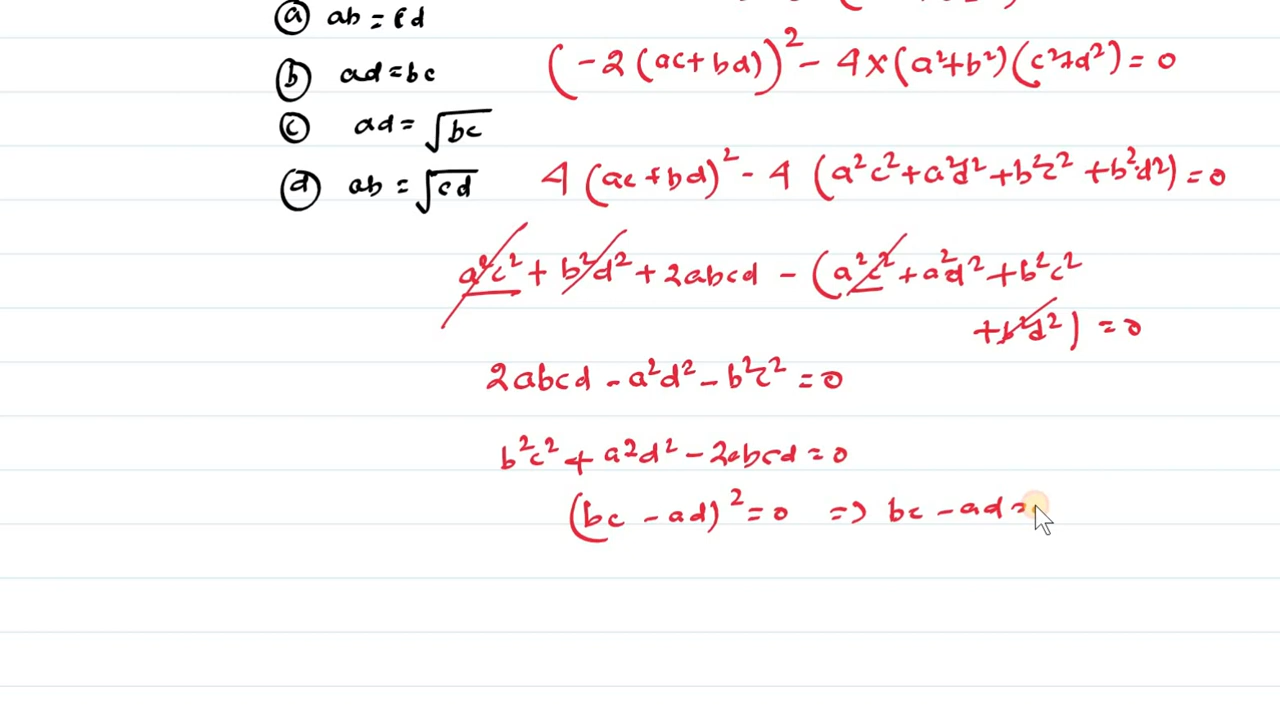 (a) ab = cd
(b) ad = bc
(c) ad = √bc
(d) ab = √cd
(-2(ac+bd))² - 4×(a²+b²)(c²+d²) = 0
4(ac+bd)² - 4(a²c²+a²d²+b²c²+b²d²) = 0
a²c² + b²d² + 2abcd - (a²c²+a²d²+b²c²
+b²d²) = 0
2abcd - a²d² - b²c² = 0
b²c² + a²d² - 2abcd = 0
(bc - ad)² = 0 => bc - ad =